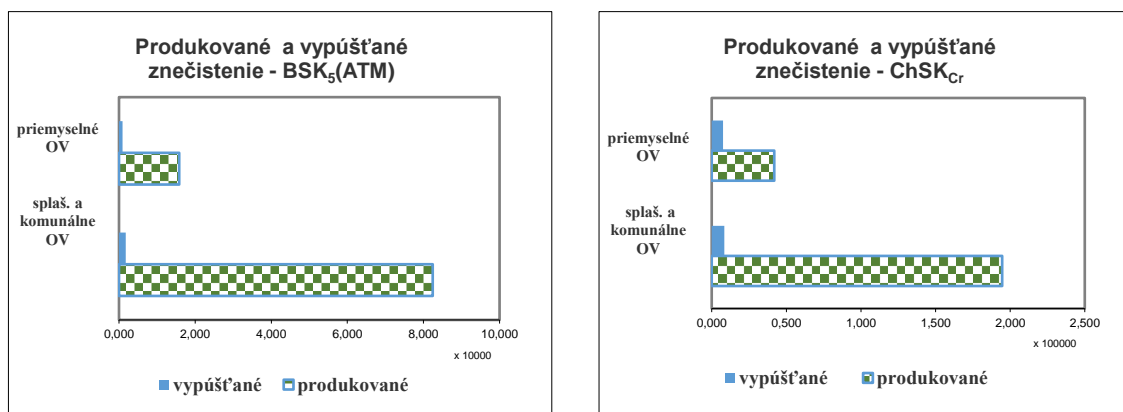 Produkované a vypúšťané
znečistenie - BSK₅(ATM)
priemyselné
OV
splaš. a
komunálne
OV
0,000 2,000 4,000 6,000 8,000 10,000
x 10000
vypúšťané produkované
Produkované a vypúšťané
znečistenie - ChSK_Cr
priemyselné
OV
splaš. a
komunálne
OV
0,000 0,500 1,000 1,500 2,000 2,500
x 100000
vypúšťané produkované